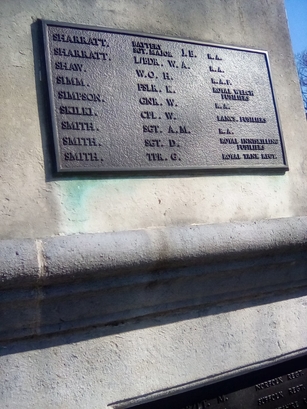 SHARRATT. BATTERY SGT. MAJOR J. E. R.A.
SHARRATT. L/BDR. W. A. R.A.
SHAW. W.O. H. R.A.F.
SIMM. FSLR. K. ROYAL WELCH FUSILIERS
SIMPSON. GNR. W. R.A.
SKILKI. CPL. W. LANCS. FUSILIERS
SMITH. SGT. A. M. R.A.
SMITH. SGT. D. ROYAL INNISKILLING FUSILIERS
SMITH. TPR. G. ROYAL TANK REGT.